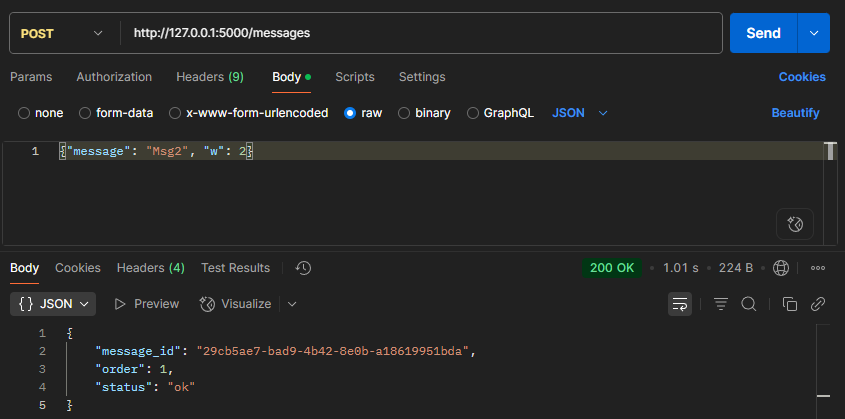 POST http://127.0.0.1:5000/messages Send
Params Authorization Headers (9) Body Scripts Settings Cookies
none form-data x-www-form-urlencoded raw binary GraphQL JSON Beautify
1 {"message": "Msg2", "w": 2}
Body Cookies Headers (4) Test Results 200 OK • 1.01 s • 224 B •
{} JSON Preview Visualize
1 {
2 "message_id": "29cb5ae7-bad9-4b42-8e0b-a18619951bda",
3 "order": 1,
4 "status": "ok"
5 }